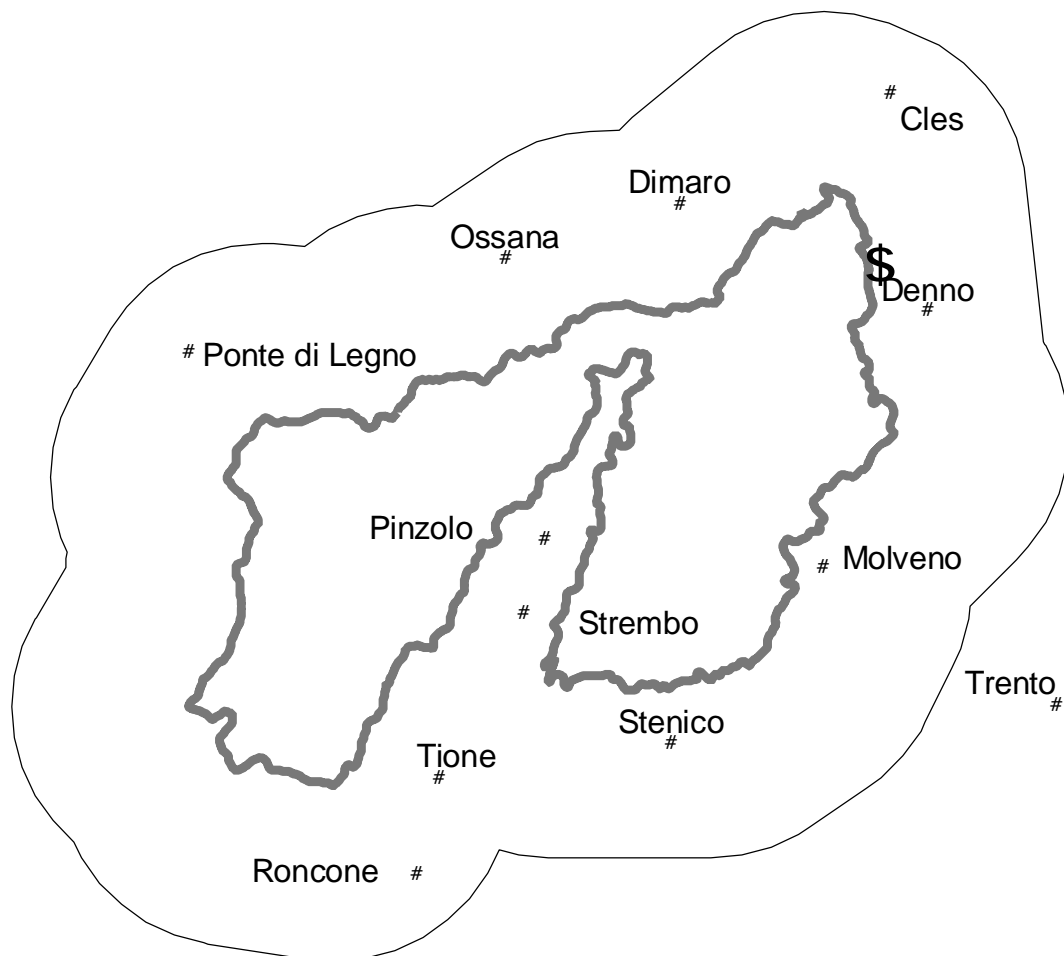 #
Cles
Dimaro
#
Ossana
#
$
Denno
#
# Ponte di Legno
Pinzolo
#
# Molveno
#
Strembo
Trento
#
Stenico
#
Tione
#
Roncone #